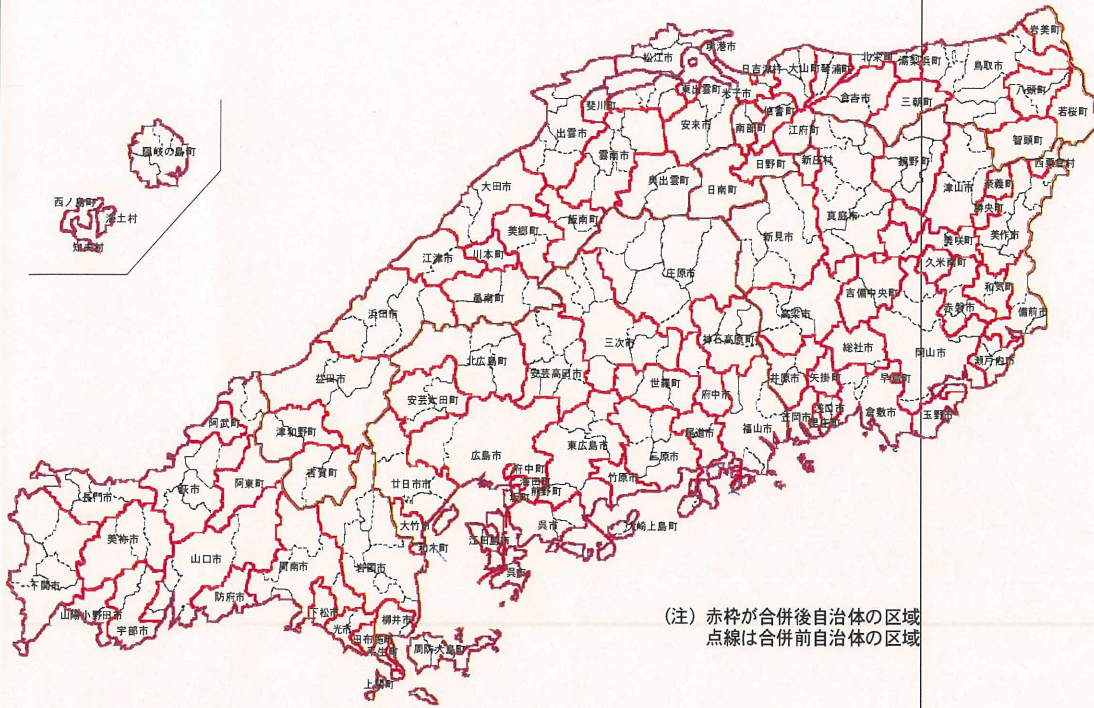 岩美町
境港市
松江市
北栄町
湯梨浜町
鳥取市
日吉津村
大山町
琴浦町
米子市
東出雲町
八頭町
斐川町
伯耆町
倉吉市
三朝町
若桜町
安来市
南部町
江府町
出雲市
智頭町
雲南市
日野町
新庄村
鏡野町
西粟倉村
隠岐の島町
奥出雲町
日南町
津山市
奈義町
大田市
勝央町
西ノ島町
海士村
飯南町
真庭市
美郷町
新見市
美咲町
美作市
知夫村
川本町
江津市
庄原市
久米南町
邑南町
吉備中央町
和気町
浜田市
高梁市
赤磐市
備前市
三次市
神石高原町
総社市
岡山市
瀬戸内市
北広島町
安芸高田市
益田市
世羅町
井原市
矢掛町
早島町
安芸太田町
府中市
笠岡市
浅口市
里庄町
倉敷市
玉野市
阿武町
津和野町
尾道市
福山市
東広島市
三原市
広島市
吉賀町
府中町
海田町
熊野町
坂町
竹原市
廿日市市
長門市
萩市
阿東町
大竹市
呉市
大崎上島町
美祢市
和木町
江田島市
山口市
周南市
岩国市
呉市
下関市
防府市
山陽小野田市
宇部市
下松市
光市
柳井市
田布施町
平生町
周防大島町
上関町
(注) 赤枠が合併後自治体の区域
点線は合併前自治体の区域